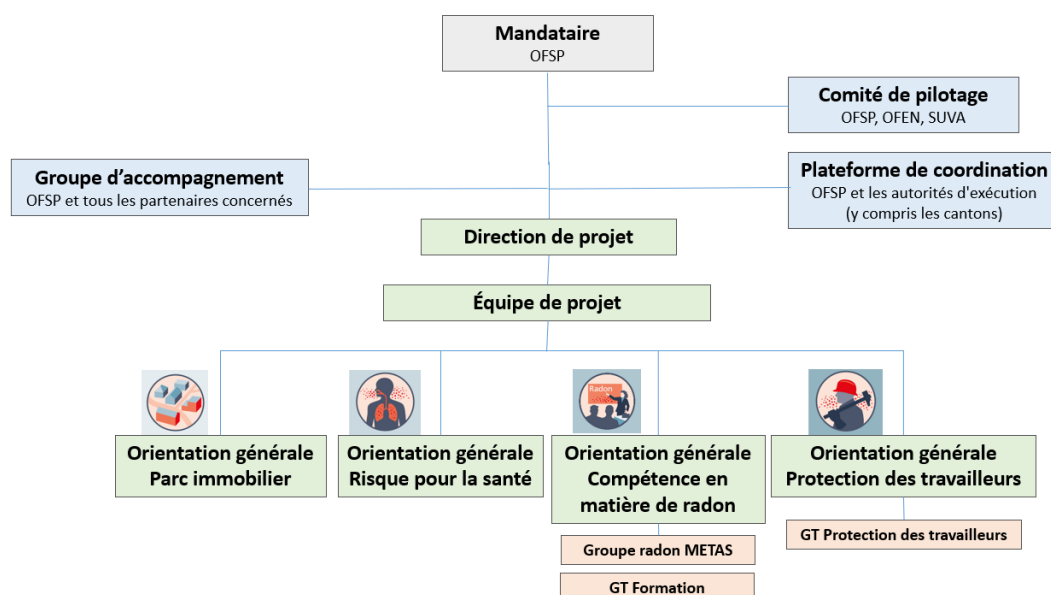 Mandataire
OFSP
Comité de pilotage
OFSP, OFEN, SUVA
Groupe d'accompagnement
OFSP et tous les partenaires concernés
Plateforme de coordination
OFSP et les autorités d'exécution
(y compris les cantons)
Direction de projet
Équipe de projet
Radon
Orientation générale
Parc immobilier
Orientation générale
Risque pour la santé
Orientation générale
Compétence en
matière de radon
Orientation générale
Protection des travailleurs
Groupe radon METAS
GT Formation
GT Protection des travailleurs